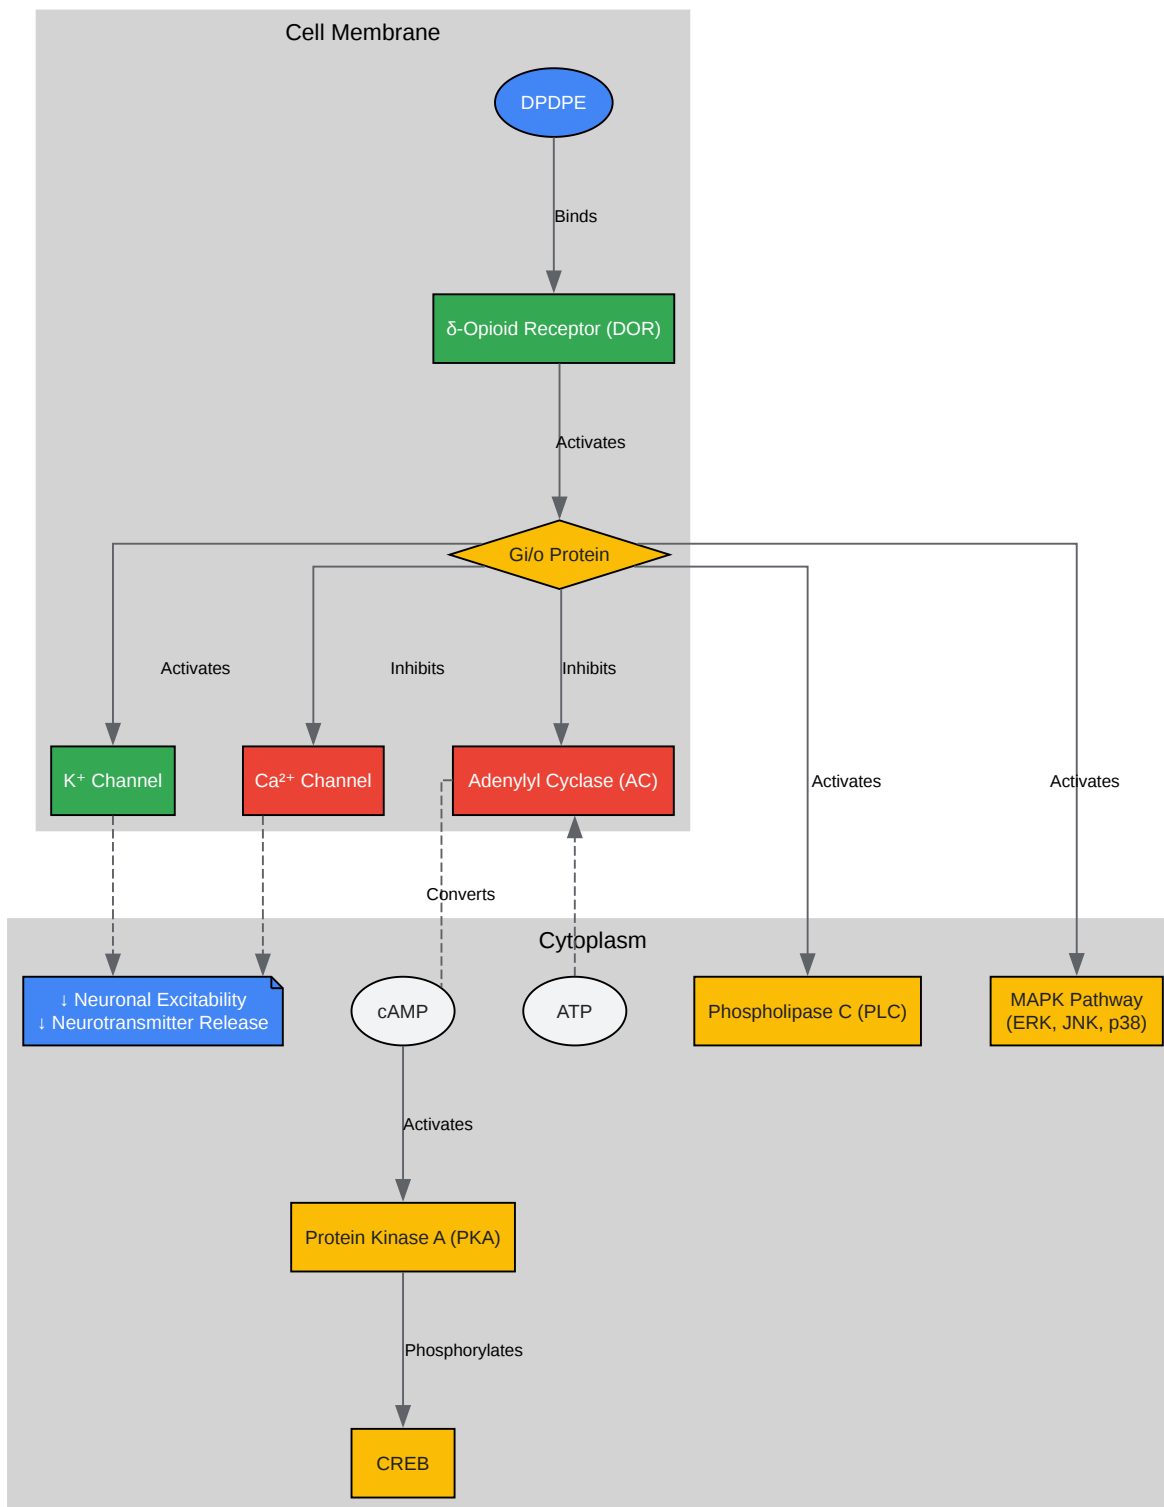 Cell Membrane
DPDPE
Binds
δ-Opioid Receptor (DOR)
Activates
Gi/o Protein
Activates
Inhibits
Inhibits
K⁺ Channel
Ca²⁺ Channel
Adenylyl Cyclase (AC)
Activates
Activates
Converts
Cytoplasm
↓ Neuronal Excitability
↓ Neurotransmitter Release
cAMP
ATP
Phospholipase C (PLC)
MAPK Pathway
(ERK, JNK, p38)
Activates
Protein Kinase A (PKA)
Phosphorylates
CREB